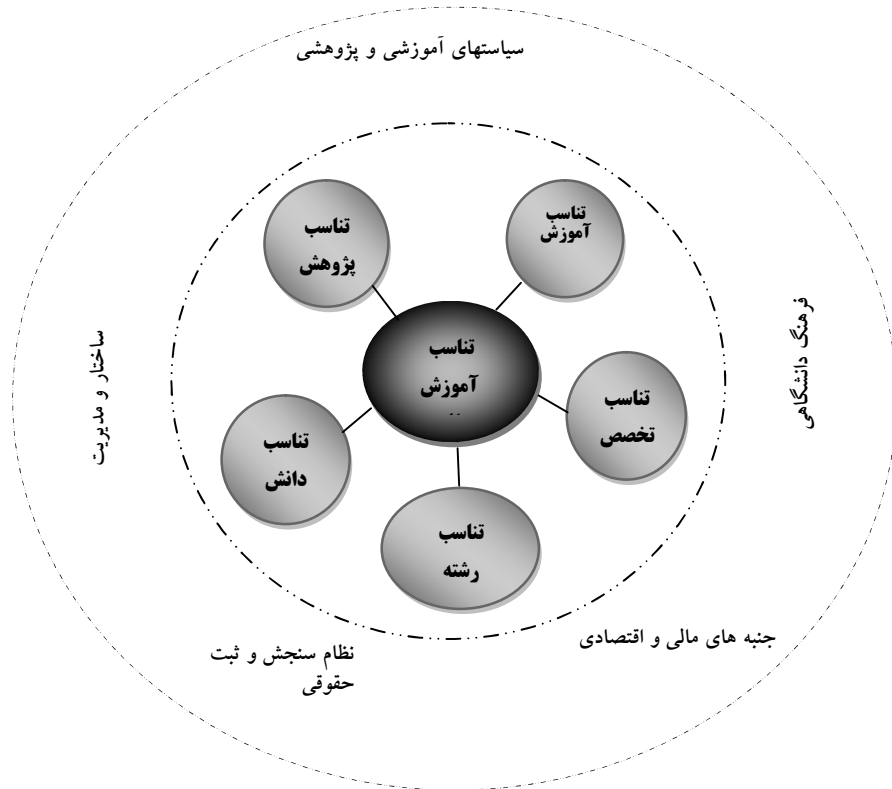 سیاستهای آموزشی و پژوهشی
تناسب
آموزش
تناسب
پژوهش
فرهنگ دانشگاهی
ساختار و مدیریت
تناسب
آموزش
تناسب
تخصص
تناسب
دانش
تناسب
رشته
جنبه های مالی و اقتصادی
نظام سنجش و ثبت
حقوقی